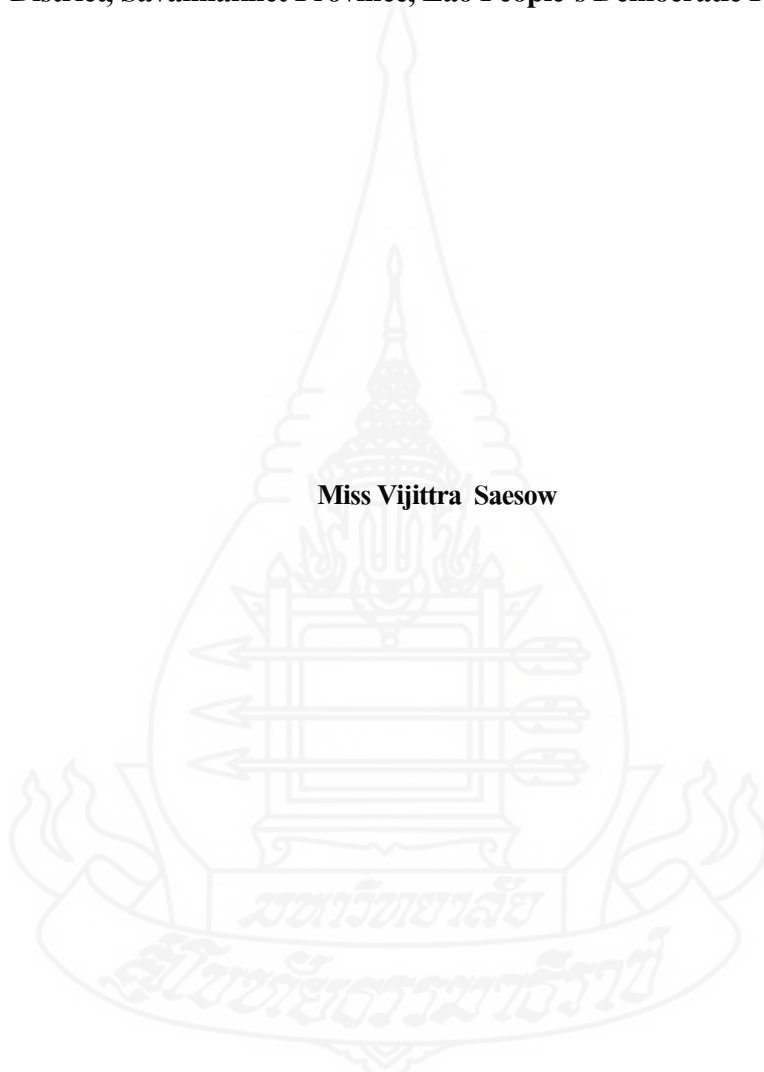 District, Savannakhet Province, Lao People's Democratic
Miss Vijittra Saesow
มหาวิทยาลัย
สุโขทัยธรรมาธิราช